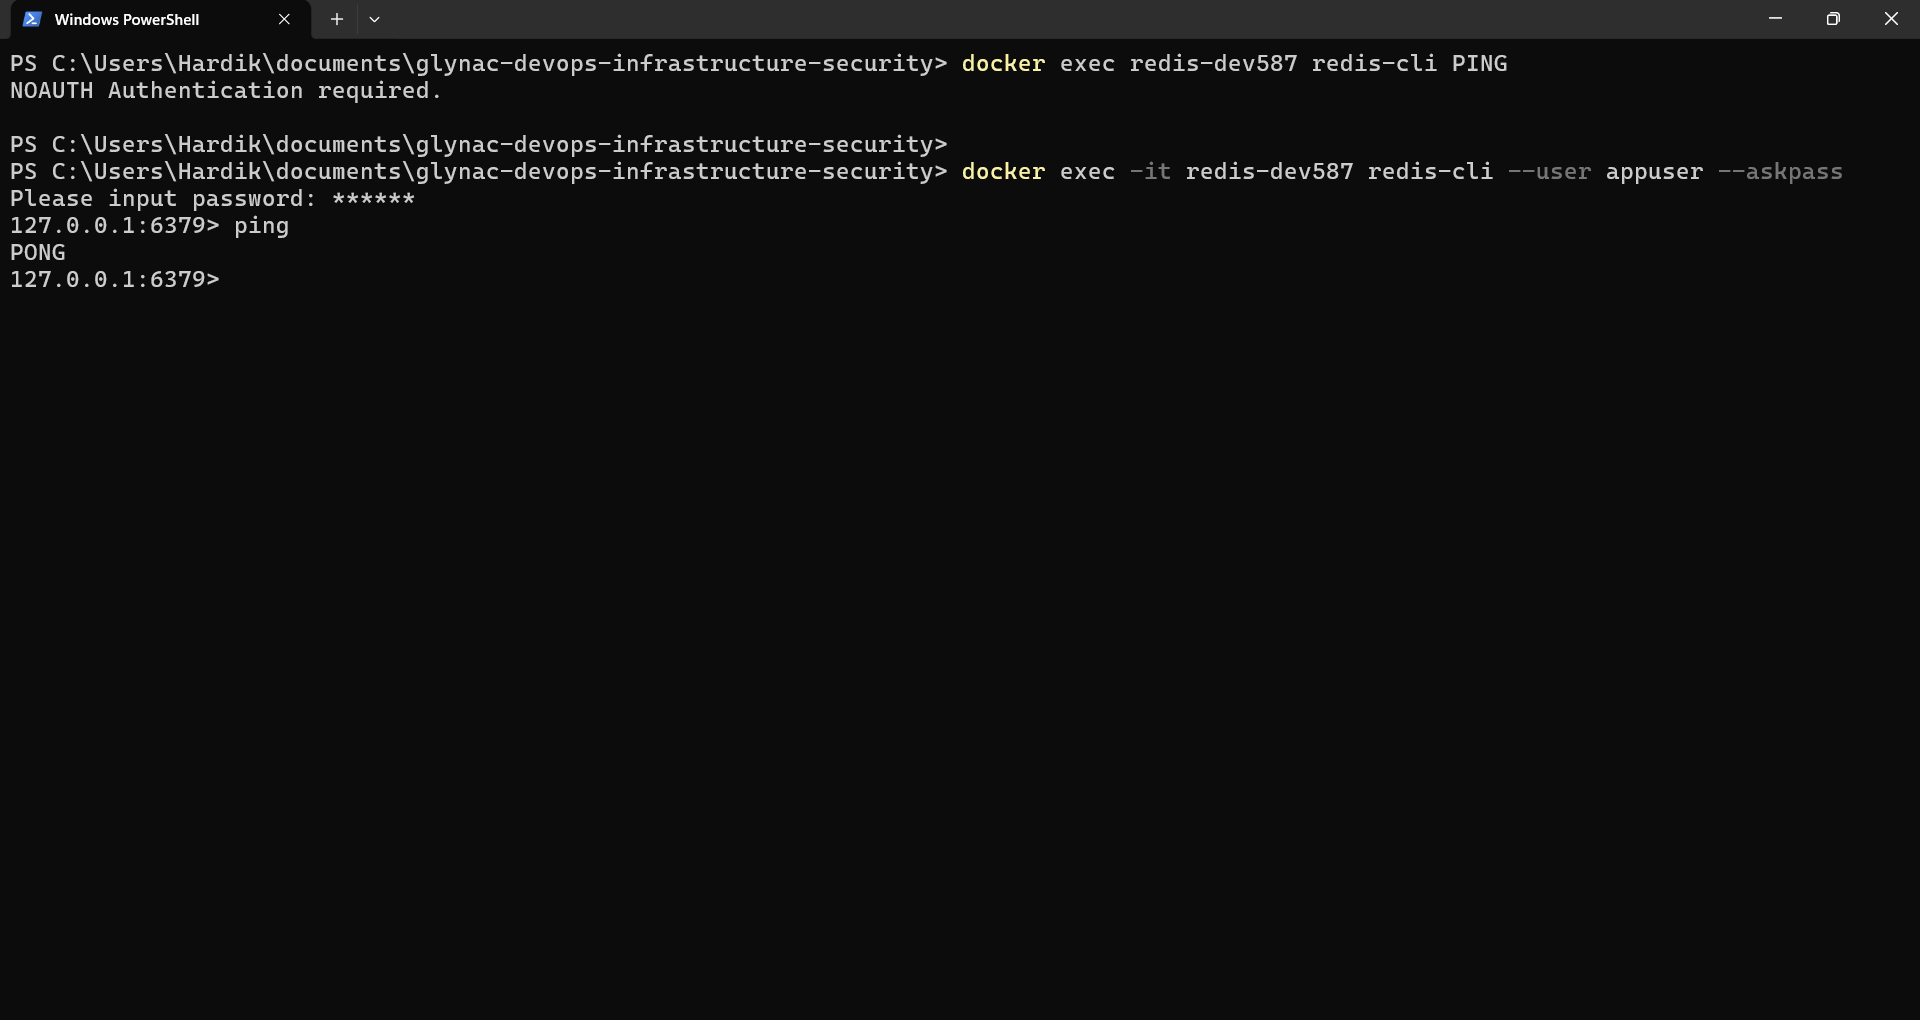 Windows PowerShell
PS C:\Users\Hardik\documents\glynac-devops-infrastructure-security> docker exec redis-dev587 redis-cli PING
NOAUTH Authentication required.
PS C:\Users\Hardik\documents\glynac-devops-infrastructure-security>
PS C:\Users\Hardik\documents\glynac-devops-infrastructure-security> docker exec -it redis-dev587 redis-cli --user appuser --askpass
Please input password: ******
127.0.0.1:6379> ping
PONG
127.0.0.1:6379>